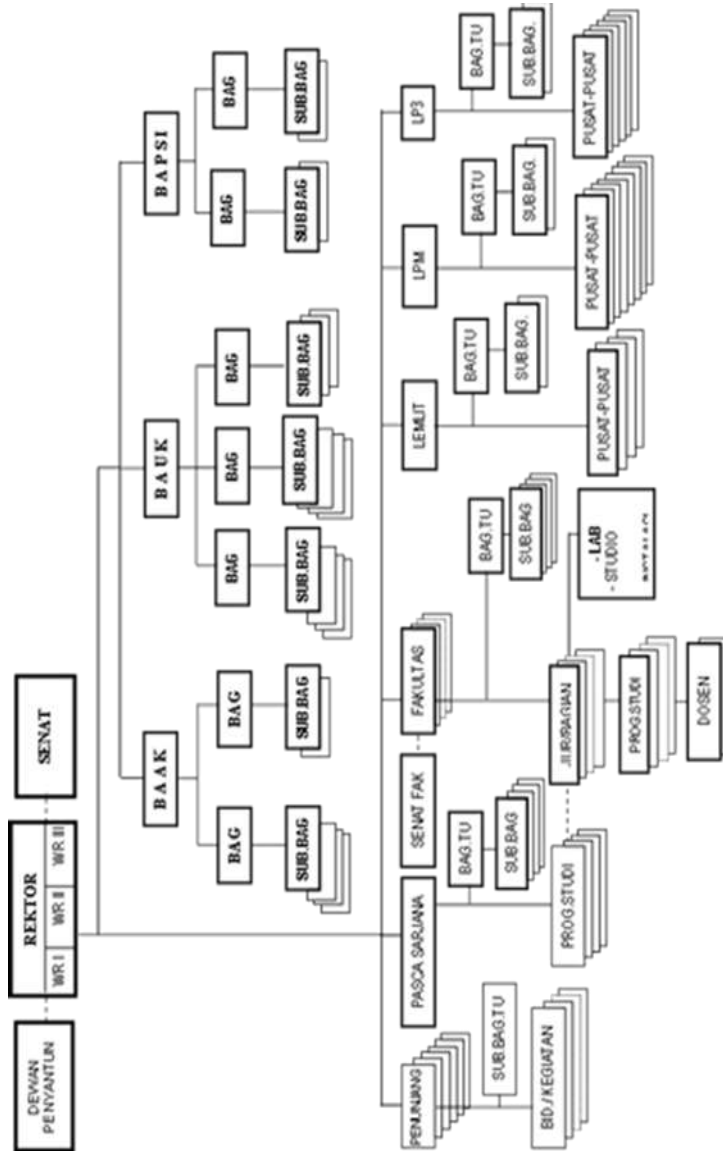 DEWAN
PENYANTUN
REKTOR
WR I WR II WR III
SENAT
BAAK
BAUK
BAPSI
BAG
BAG
BAG
BAG
BAG
BAG
BAG
SUB.BAG
SUB.BAG
SUB.BAG
SUB.BAG
SUB.BAG
SUB.BAG
SUB.BAG
PENUNJANG
PASCA SARJANA
SENAT FAK
FAKULTAS
LEMLIT
LPM
LP3
SUB.BAG.TU
BAG.TU
BAG.TU
BAG.TU
BAG.TU
BAG.TU
SUB.BAG
SUB.BAG
SUB.BAG.
SUB.BAG.
SUB.BAG.
BID./KEGIATAN
PROG.STUDI
JUR/BAGIAN
- LAB
- STUDIO
PUSAT-PUSAT
PUSAT-PUSAT
PUSAT-PUSAT
PROG.STUDI
DOSEN